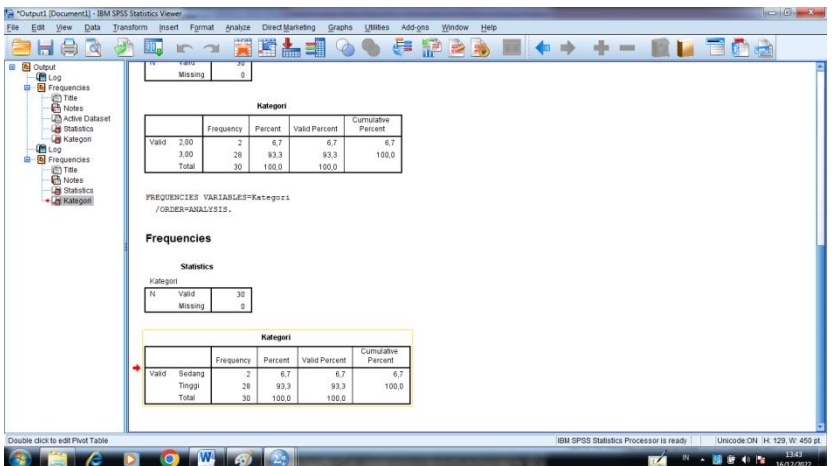 *Output1 [Document1] - IBM SPSS Statistics Viewer
File Edit View Data Transform Insert Format Analyze Direct Marketing Graphs Utilities Add-ons Window Help
Output
Log
Frequencies
Title
Notes
Active Dataset
Statistics
Kategori
Log
Frequencies
Title
Notes
Statistics
Kategori
N Valid 30
Missing 0
Kategori
Frequency Percent Valid Percent Cumulative Percent
Valid 2,00 2 6,7 6,7 6,7
3,00 28 93,3 93,3 100,0
Total 30 100,0 100,0
FREQUENCIES VARIABLES=Kategori
/ORDER=ANALYSIS.
Frequencies
Statistics
Kategori
N Valid 30
Missing 0
Kategori
Frequency Percent Valid Percent Cumulative Percent
Valid Sedang 2 6,7 6,7 6,7
Tinggi 28 93,3 93,3 100,0
Total 30 100,0 100,0
Double click to edit Pivot Table
IBM SPSS Statistics Processor is ready Unicode:ON H: 129, W: 450 pt.
IN
13:43
16/12/2022